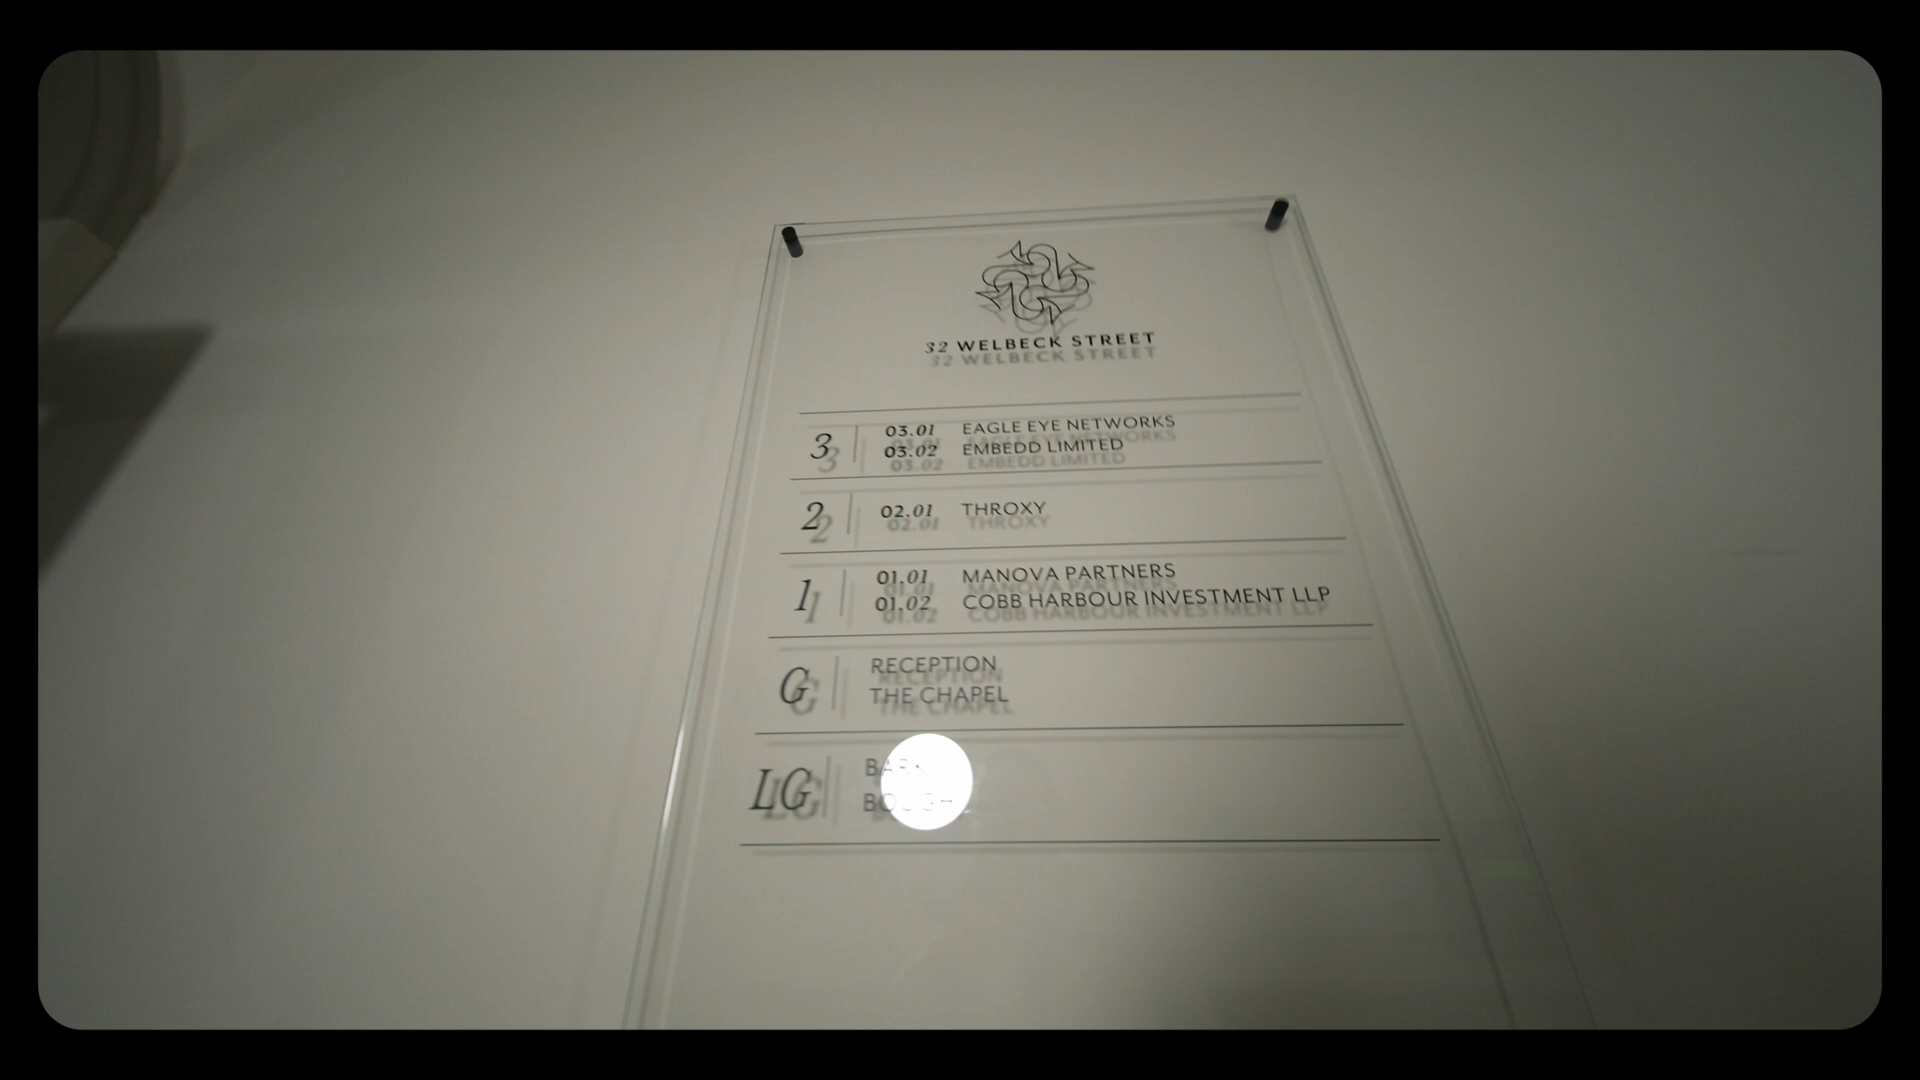 32 WELBECK STREET
3
03.01 EAGLE EYE NETWORKS
03.02 EMBEDD LIMITED
2
02.01 THROXY
1
01.01 MANOVA PARTNERS
01.02 COBB HARBOUR INVESTMENT LLP
G
RECEPTION
THE CHAPEL
LG